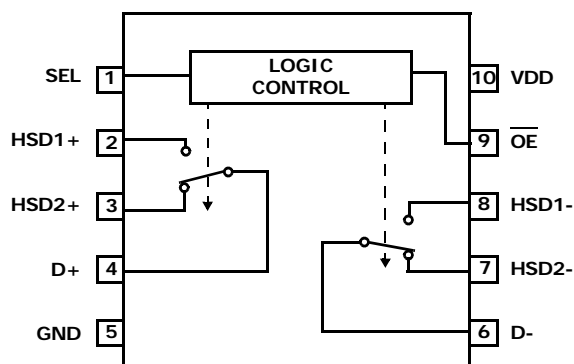 LOGIC
CONTROL
SEL 1
10 VDD
HSD1+ 2
9 OE
HSD2+ 3
8 HSD1-
D+ 4
7 HSD2-
GND 5
6 D-